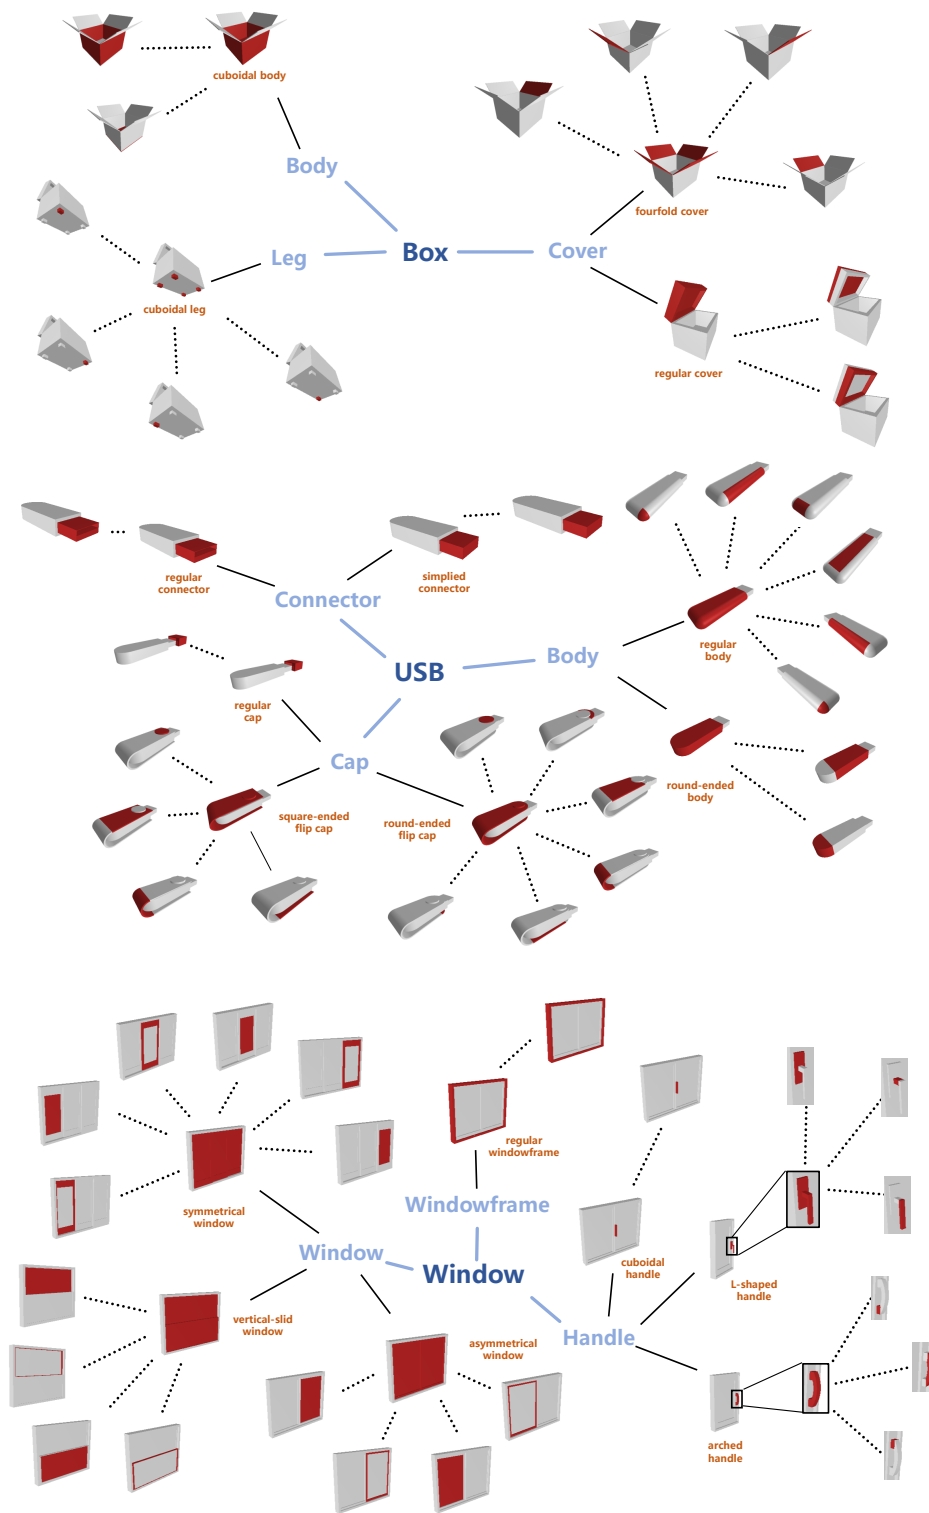 cuboidal body
Body
fourfold cover
Leg
Box
Cover
cuboidal leg
regular cover
regular
connector
simplied
connector
Connector
regular
body
Body
USB
regular
cap
Cap
round-ended
body
square-ended
flip cap
round-ended
flip cap
regular
windowframe
symmetrical
window
Windowframe
Window
Window
cuboidal
handle
L-shaped
handle
vertical-slid
window
asymmetrical
window
Handle
arched
handle